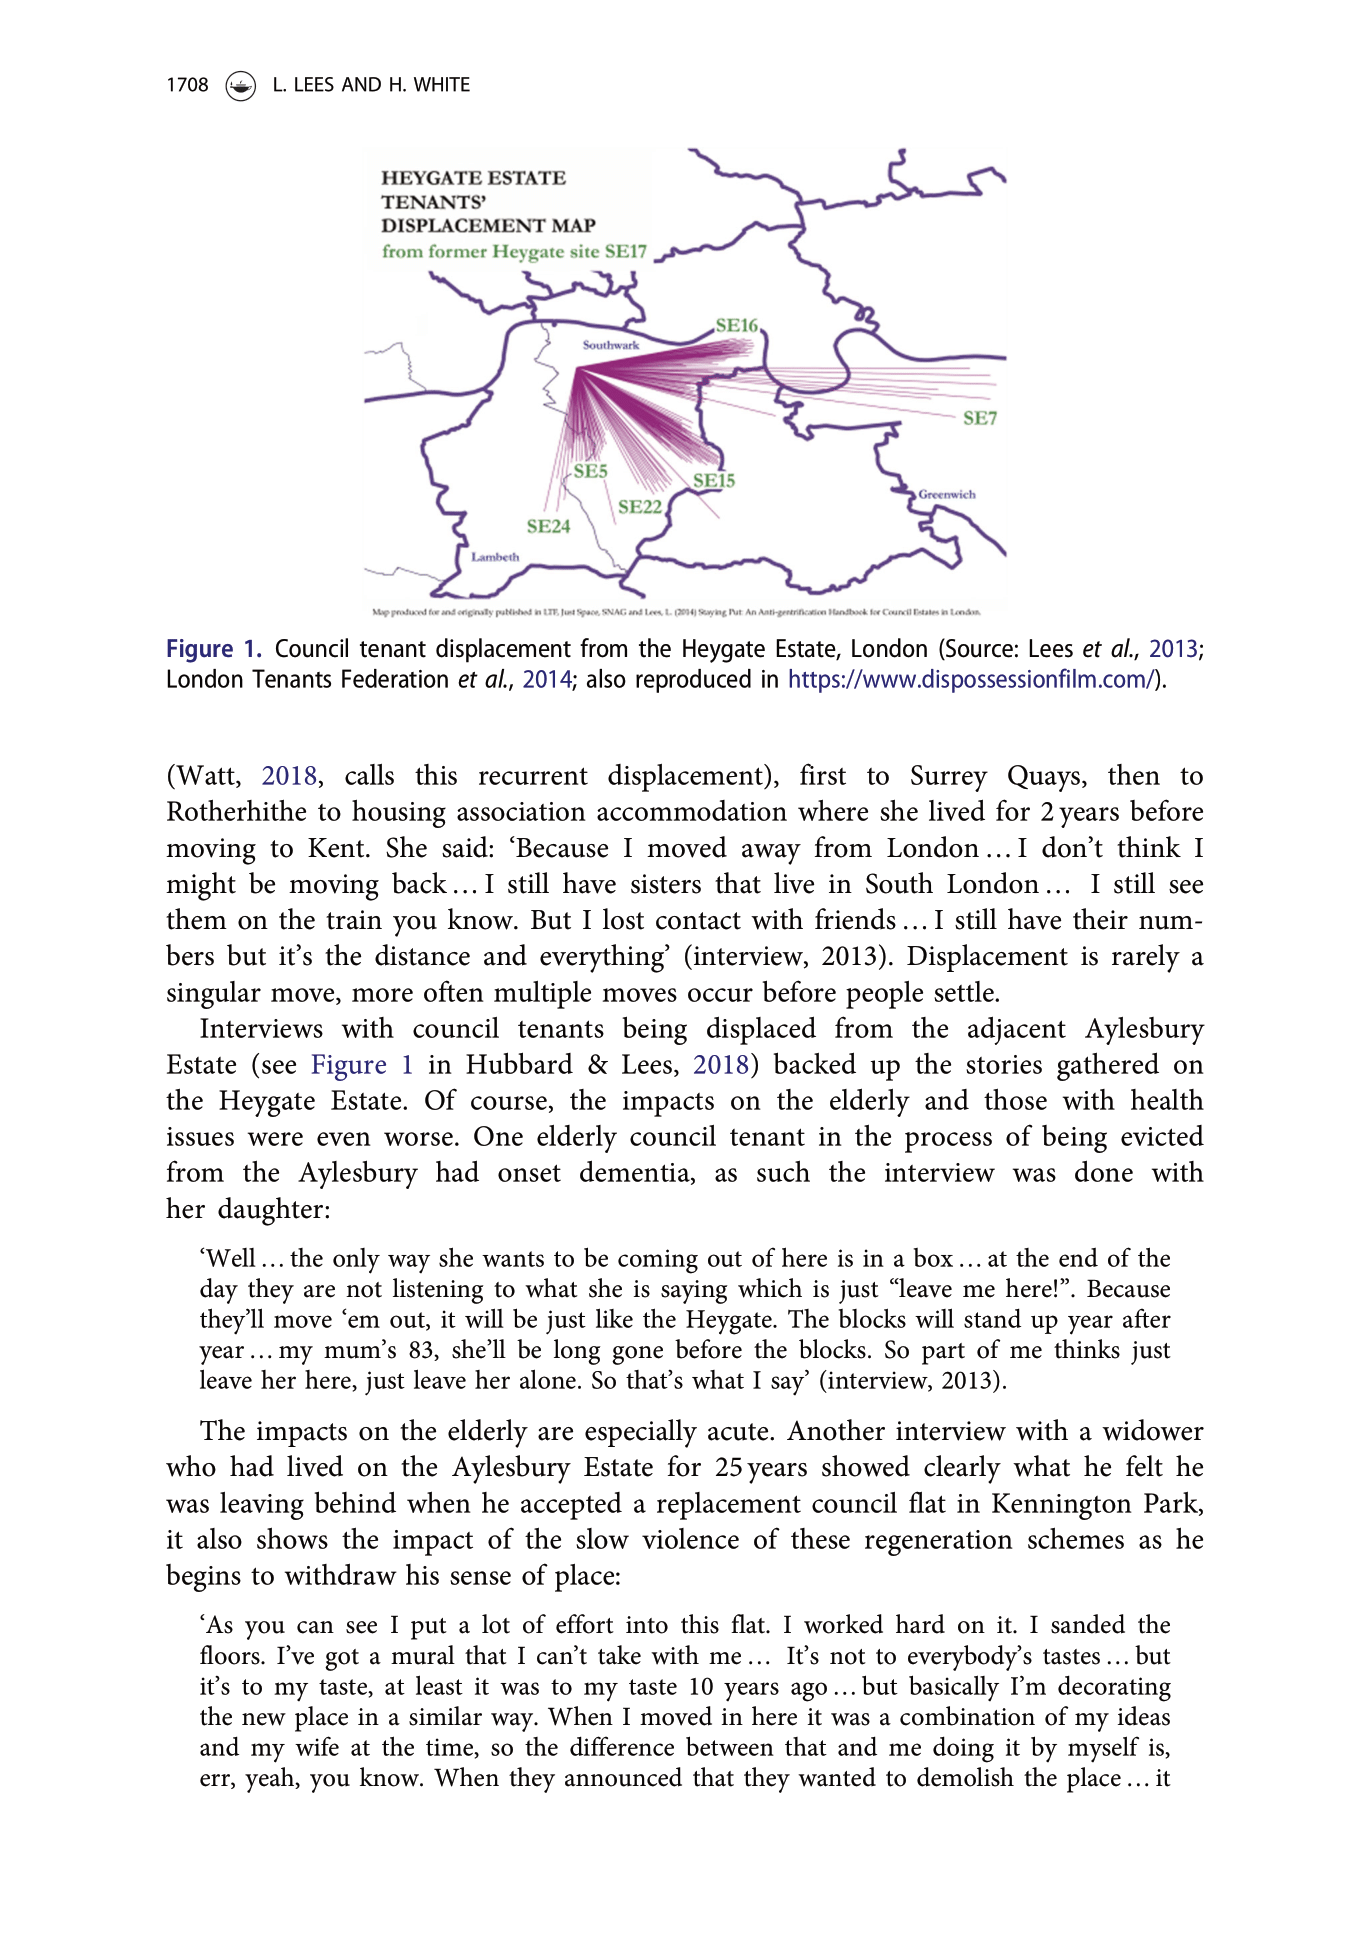 1708 L. LEES AND H. WHITE
HEYGATE ESTATE
TENANTS’
DISPLACEMENT MAP
from former Heygate site SE17
SE16
Southwark
SE7
SE5
SE15
SE22
Greenwich
SE24
Lambeth
Map produced for and originally published in LTF, Just Space, SNAG and Lees, L. (2014) Staying Put: An Anti-gentrification Handbook for Council Estates in London.
Figure 1. Council tenant displacement from the Heygate Estate, London (Source: Lees et al., 2013;
London Tenants Federation et al., 2014; also reproduced in https://www.dispossessionfilm.com/).
(Watt, 2018, calls this recurrent displacement), first to Surrey Quays, then to
Rotherhithe to housing association accommodation where she lived for 2 years before
moving to Kent. She said: ‘Because I moved away from London … I don’t think I
might be moving back … I still have sisters that live in South London … I still see
them on the train you know. But I lost contact with friends … I still have their num-
bers but it’s the distance and everything’ (interview, 2013). Displacement is rarely a
singular move, more often multiple moves occur before people settle.
Interviews with council tenants being displaced from the adjacent Aylesbury
Estate (see Figure 1 in Hubbard & Lees, 2018) backed up the stories gathered on
the Heygate Estate. Of course, the impacts on the elderly and those with health
issues were even worse. One elderly council tenant in the process of being evicted
from the Aylesbury had onset dementia, as such the interview was done with
her daughter:
‘Well … the only way she wants to be coming out of here is in a box … at the end of the
day they are not listening to what she is saying which is just “leave me here!”. Because
they’ll move ‘em out, it will be just like the Heygate. The blocks will stand up year after
year … my mum’s 83, she’ll be long gone before the blocks. So part of me thinks just
leave her here, just leave her alone. So that’s what I say’ (interview, 2013).
The impacts on the elderly are especially acute. Another interview with a widower
who had lived on the Aylesbury Estate for 25 years showed clearly what he felt he
was leaving behind when he accepted a replacement council flat in Kennington Park,
it also shows the impact of the slow violence of these regeneration schemes as he
begins to withdraw his sense of place:
‘As you can see I put a lot of effort into this flat. I worked hard on it. I sanded the
floors. I’ve got a mural that I can’t take with me … It’s not to everybody’s tastes … but
it’s to my taste, at least it was to my taste 10 years ago … but basically I’m decorating
the new place in a similar way. When I moved in here it was a combination of my ideas
and my wife at the time, so the difference between that and me doing it by myself is,
err, yeah, you know. When they announced that they wanted to demolish the place … it